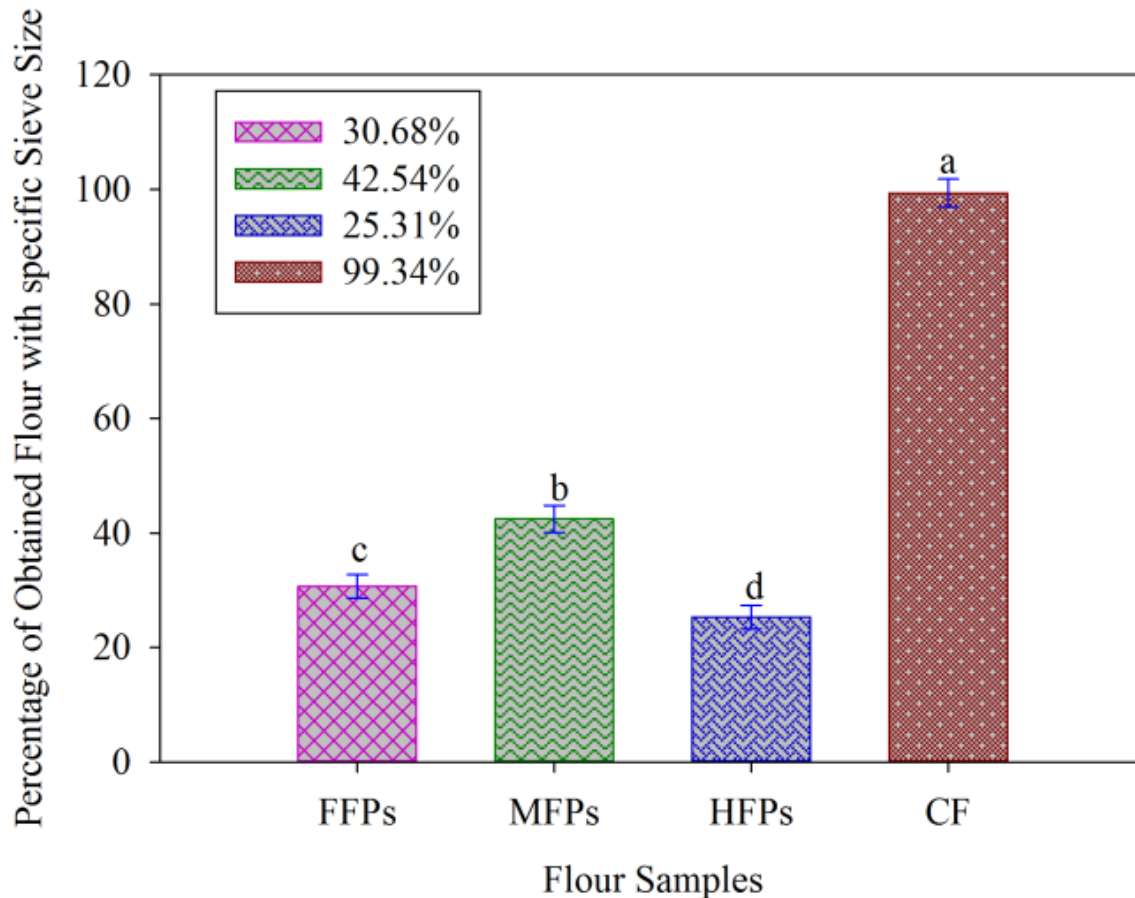 Percentage of Obtained Flour with specific Sieve Size
120
100
80
60
40
20
0
30.68%
42.54%
25.31%
99.34%
a
b
c
d
FFPs MFPs HFPs CF
Flour Samples